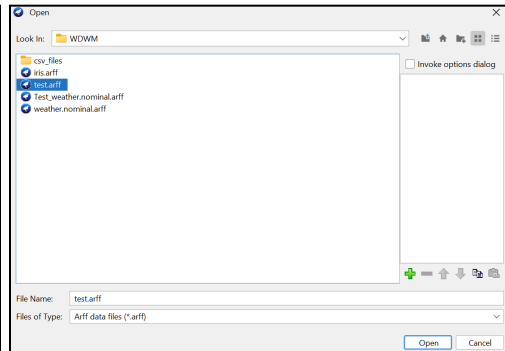 Open
Look In: WDWM
csv_files
Invoke options dialog
iris.arff
test.arff
Test_weather.nominal.arff
weather.nominal.arff
File Name: test.arff
Files of Type: Arff data files (*.arff)
Open Cancel